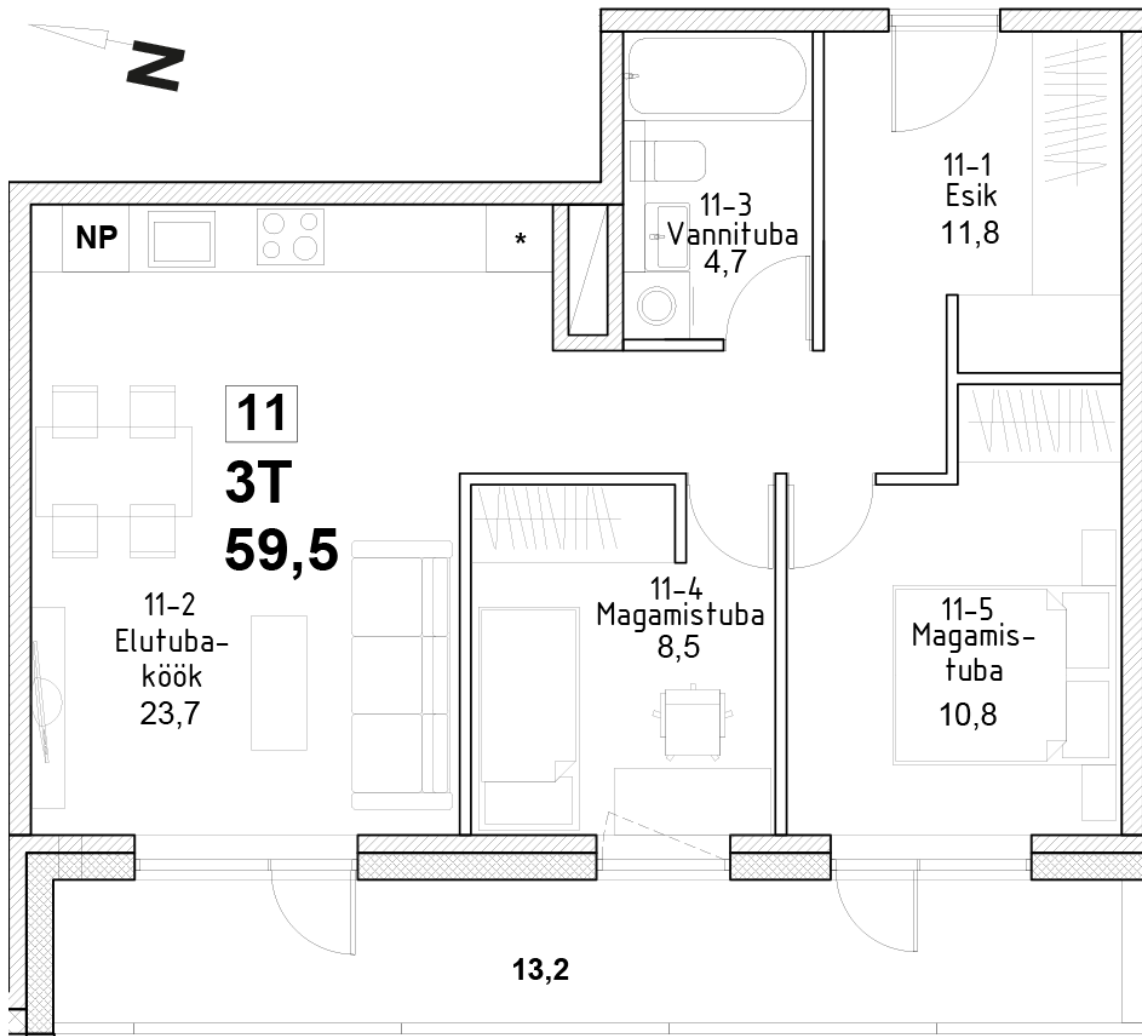 N
11-1
Esik
11,8
11-3
Vannituba
4,7
NP
*
11
3T
59,5
11-2
Elutuba-
köök
23,7
11-4
Magamistuba
8,5
11-5
Magamis-
tuba
10,8
13,2